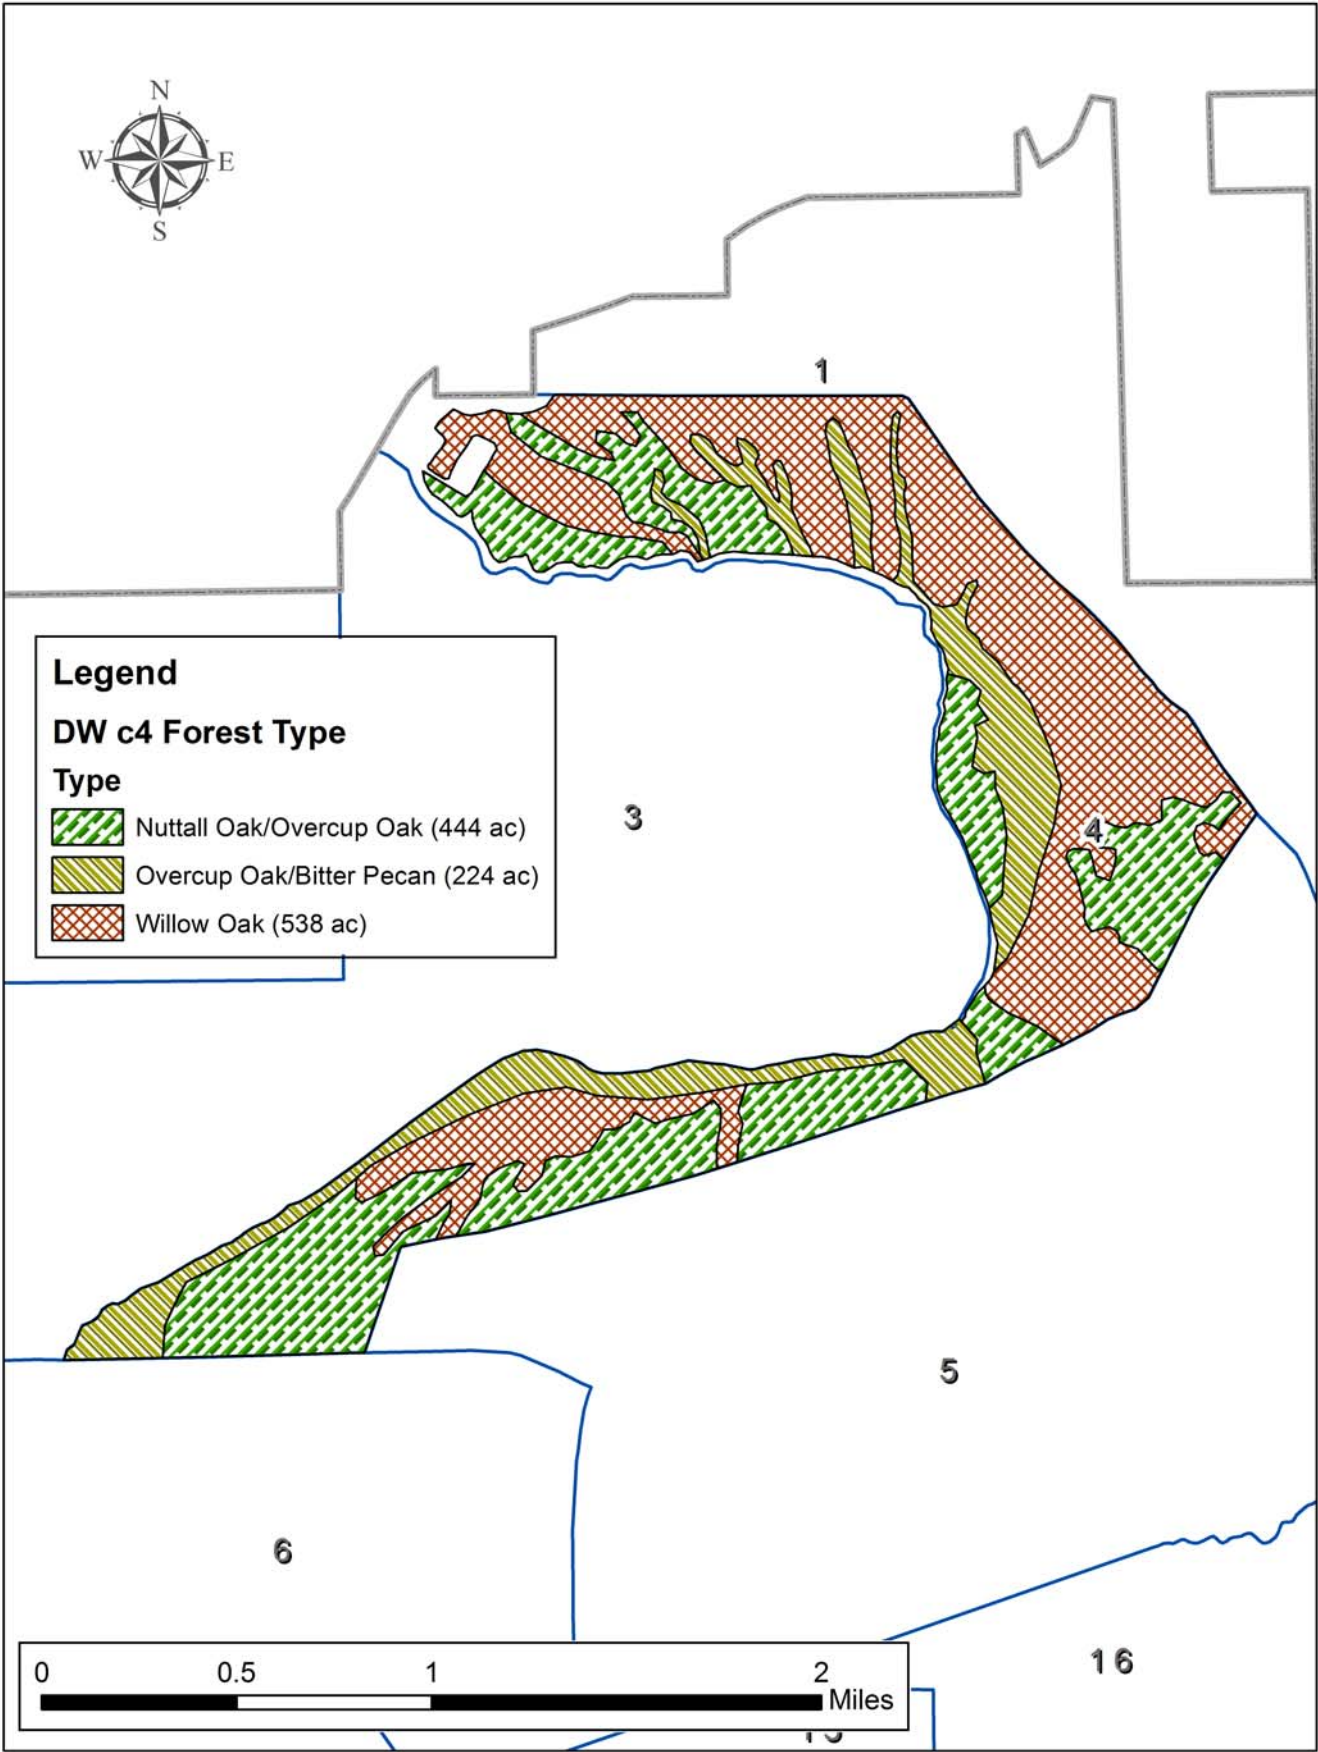 N
W E
S
1
Legend
DW c4 Forest Type
Type
Nuttall Oak/Overcup Oak (444 ac)
Overcup Oak/Bitter Pecan (224 ac)
Willow Oak (538 ac)
3
4
5
6
16
0 0.5 1 2
Miles